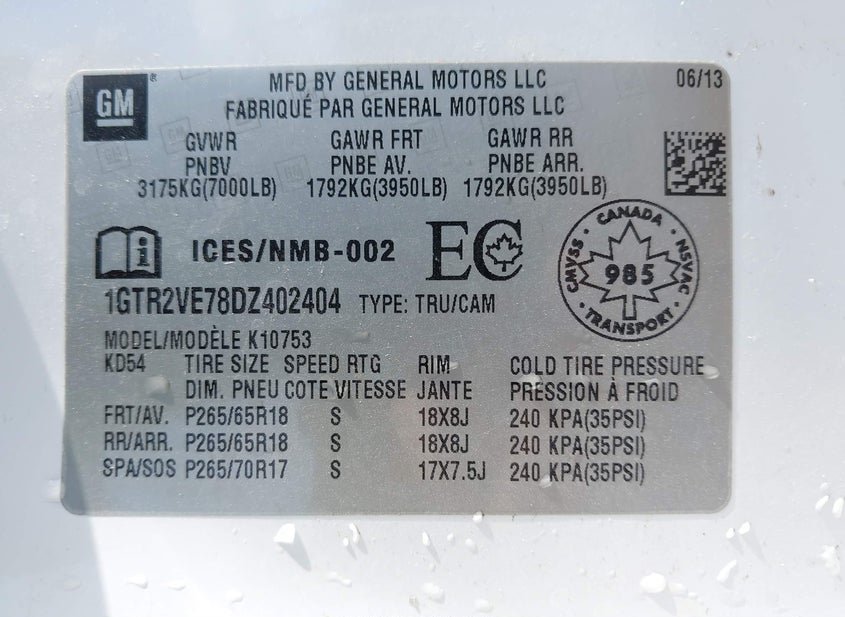 GM
MFD BY GENERAL MOTORS LLC 06/13
FABRIQUÉ PAR GENERAL MOTORS LLC
GVWR GAWR FRT GAWR RR
PNBV PNBE AV. PNBE ARR.
3175KG(7000LB) 1792KG(3950LB) 1792KG(3950LB)
i ICES/NMB-002 EC
CANADA
CMVSS 985 NSVAC
TRANSPORT
1GTR2VE78DZ402404 TYPE: TRU/CAM
MODEL/MODÈLE K10753
KD54 TIRE SIZE SPEED RTG RIM COLD TIRE PRESSURE
DIM. PNEU COTE VITESSE JANTE PRESSION À FROID
FRT/AV. P265/65R18 S 18X8J 240 KPA(35PSI)
RR/ARR. P265/65R18 S 18X8J 240 KPA(35PSI)
SPA/SOS P265/70R17 S 17X7.5J 240 KPA(35PSI)